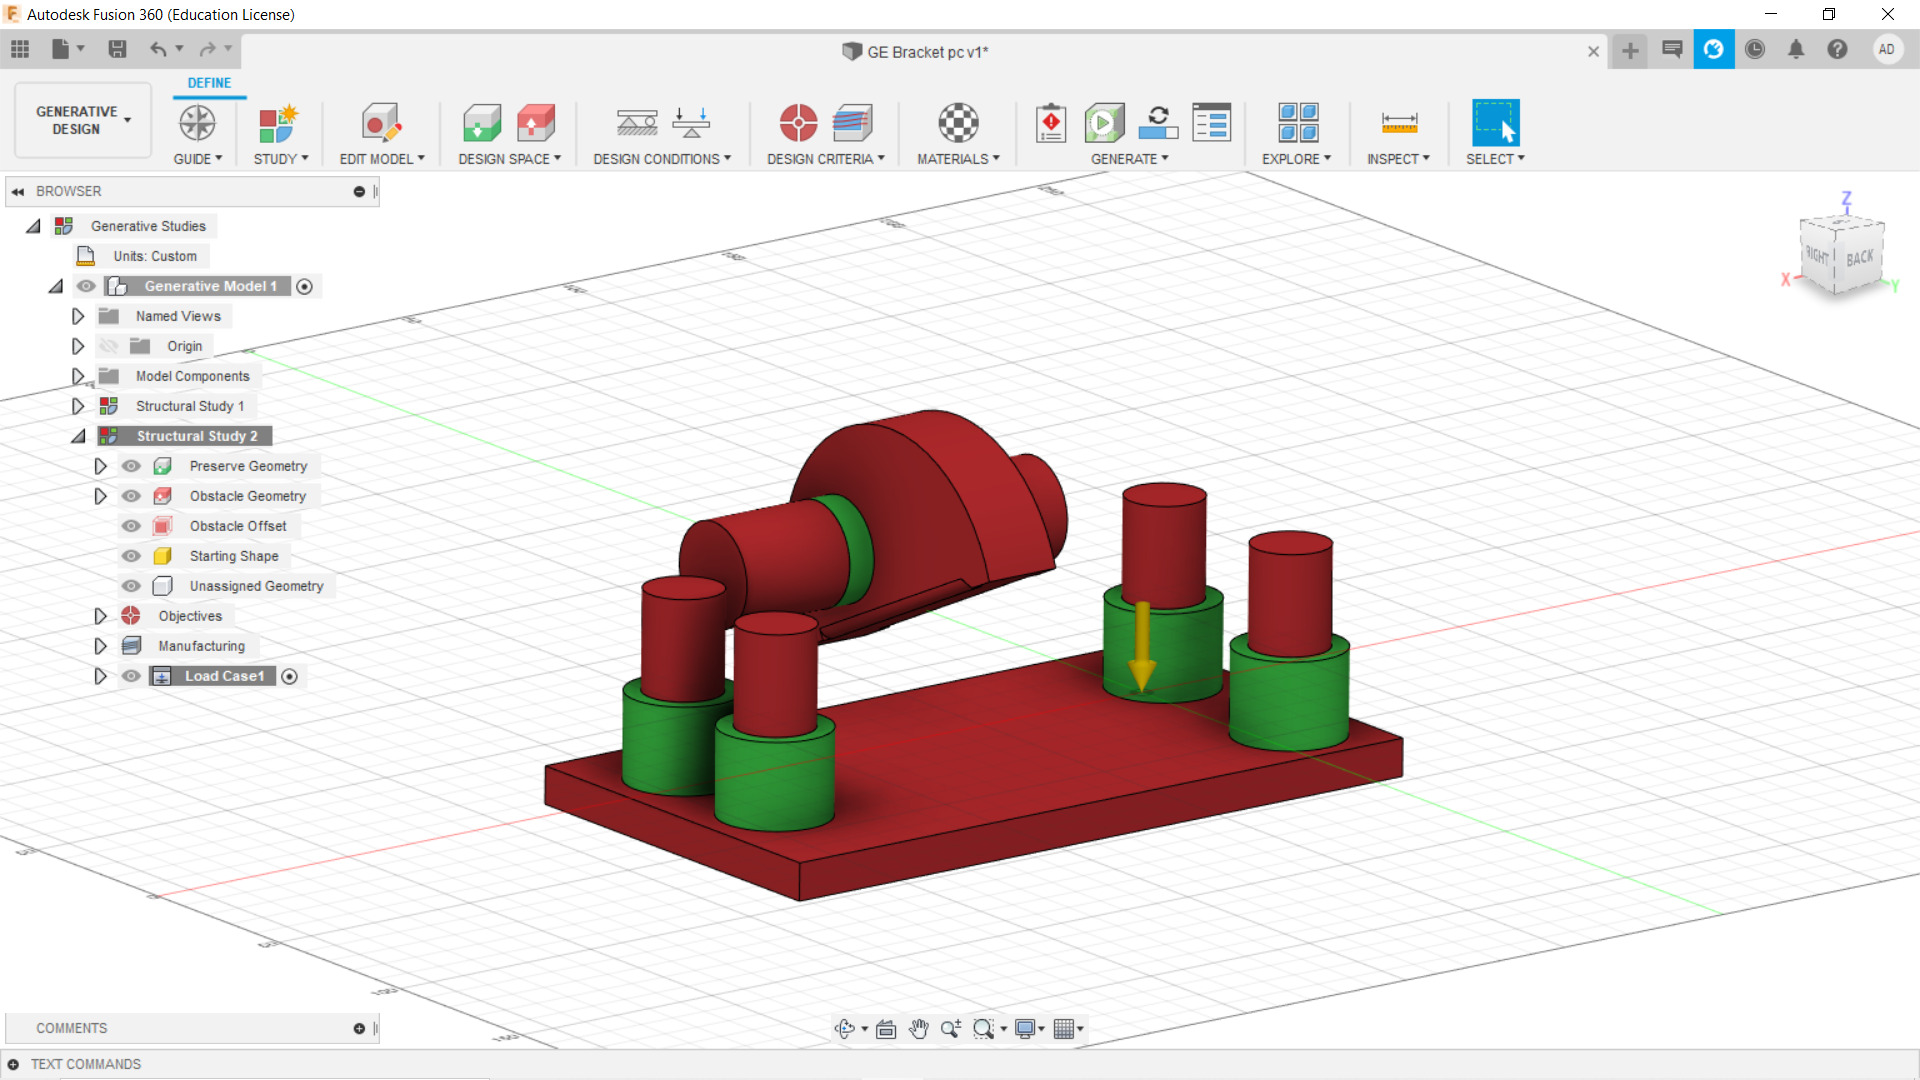 Autodesk Fusion 360 (Education License)
GE Bracket pc v1*
AD
DEFINE
GENERATIVE DESIGN
GUIDE
STUDY
EDIT MODEL
DESIGN SPACE
DESIGN CONDITIONS
DESIGN CRITERIA
MATERIALS
GENERATE
EXPLORE
INSPECT
SELECT
BROWSER
Generative Studies
Units: Custom
Generative Model 1
Named Views
Origin
Model Components
Structural Study 1
Structural Study 2
Preserve Geometry
Obstacle Geometry
Obstacle Offset
Starting Shape
Unassigned Geometry
Objectives
Manufacturing
Load Case1
Z
RIGHT
BACK
X
Y
COMMENTS
TEXT COMMANDS